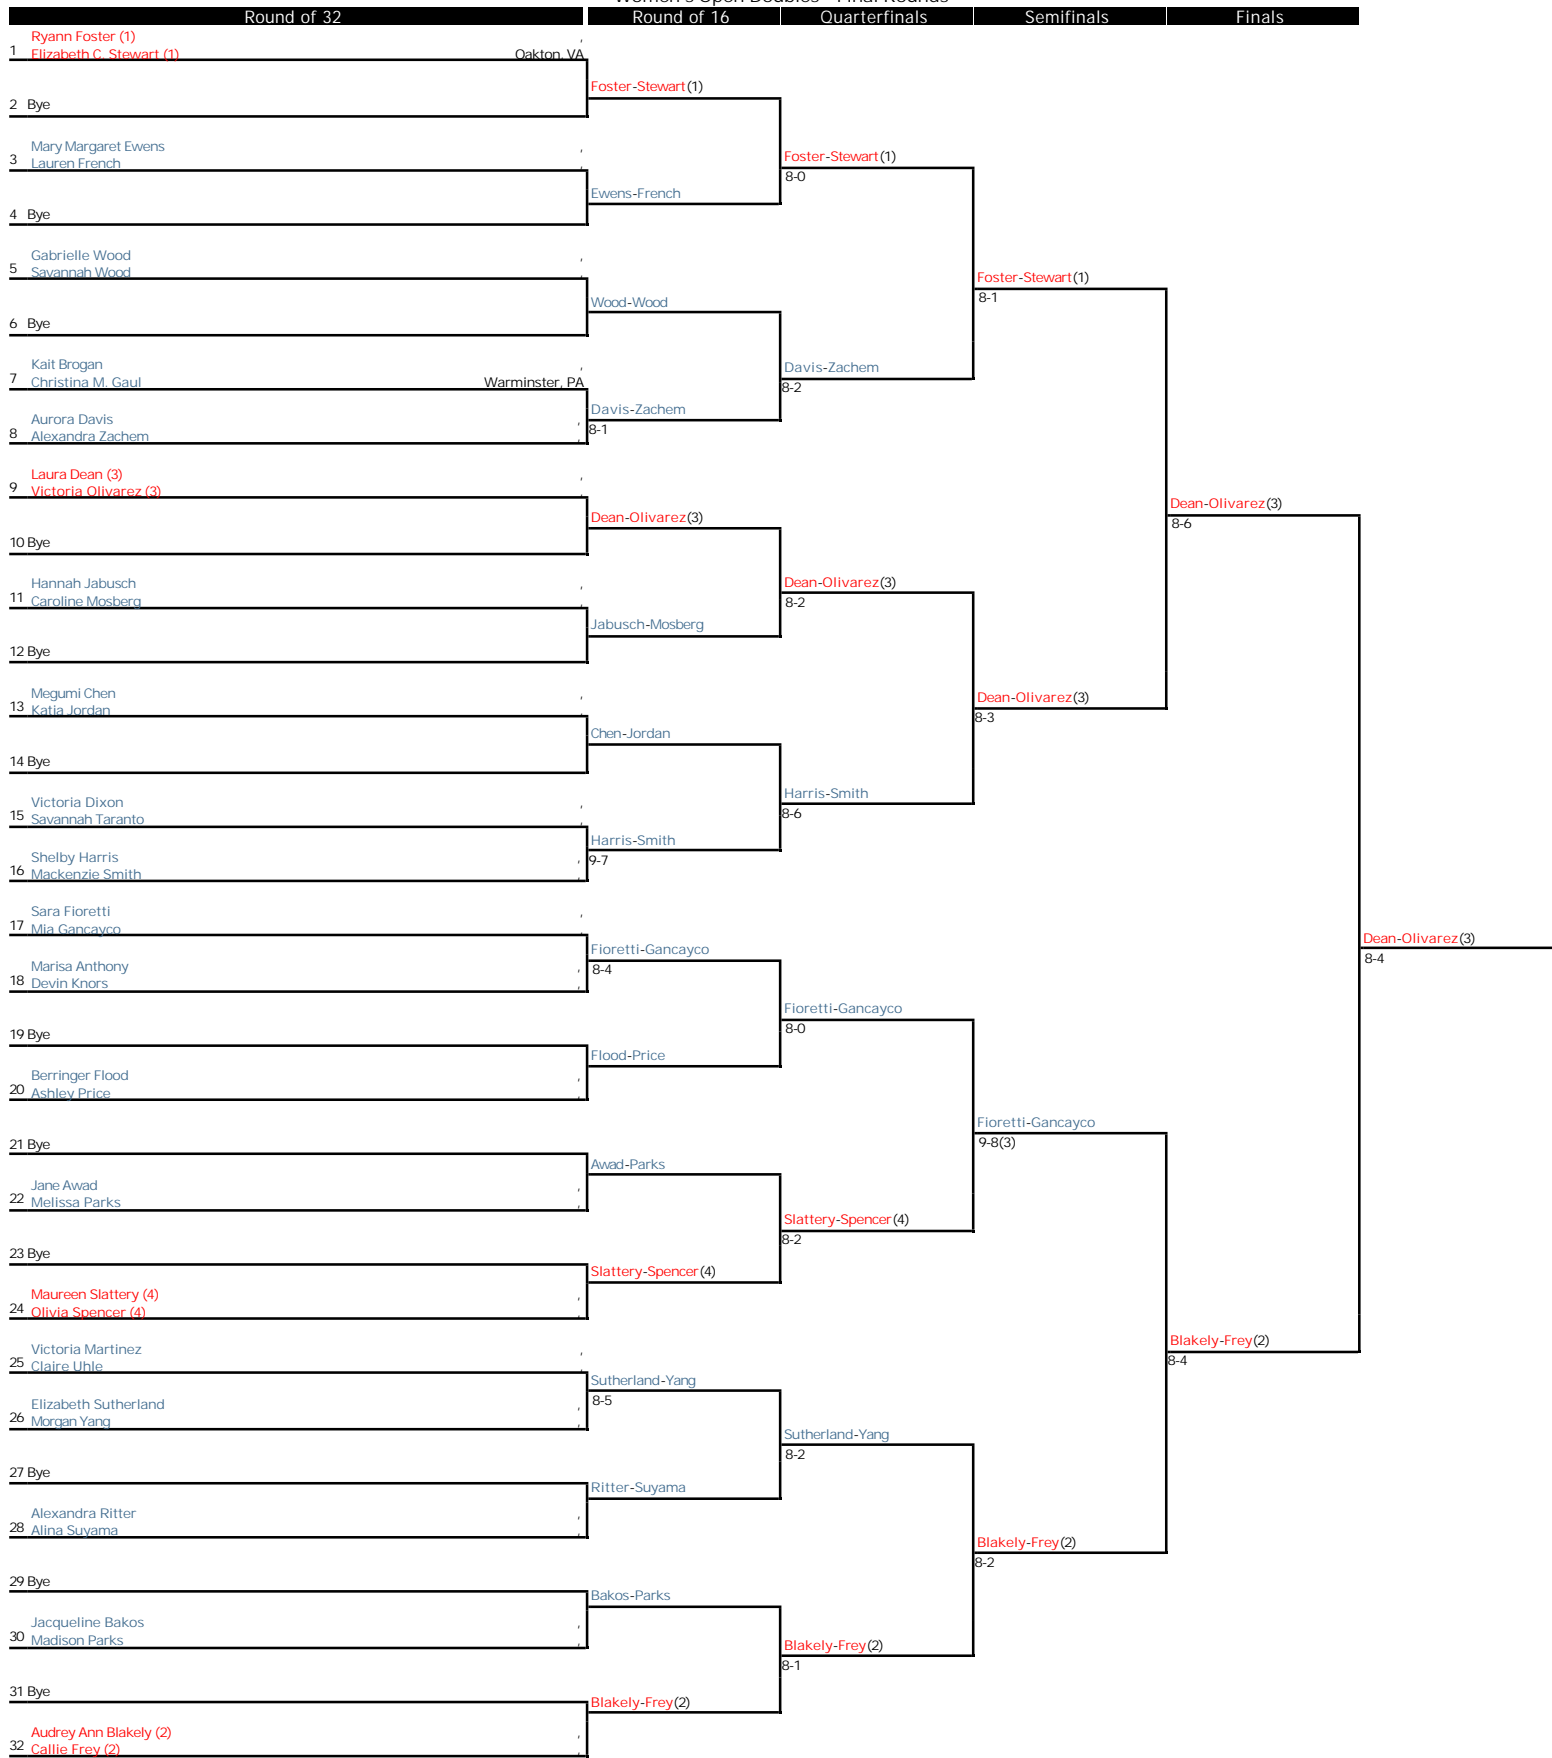 Women's Open Doubles - Final Rounds
Round of 32 Round of 16 Quarterfinals Semifinals Finals
Ryann Foster (1) ,
1 Elizabeth C. Stewart (1) Oakton, VA
Foster-Stewart(1)
2 Bye
Mary Margaret Ewens ,
3 Lauren French ,
Foster-Stewart(1)
8-0
Ewens-French
4 Bye
Gabrielle Wood ,
5 Savannah Wood ,
Foster-Stewart(1)
8-1
Wood-Wood
6 Bye
Kait Brogan ,
7 Christina M. Gaul Warminster, PA
Davis-Zachem
8-2
Davis-Zachem
8-1
Aurora Davis ,
8 Alexandra Zachem ,
Laura Dean (3) ,
9 Victoria Olivarez (3) ,
Dean-Olivarez(3)
8-6
Dean-Olivarez(3)
10 Bye
Hannah Jabusch ,
11 Caroline Mosberg ,
Dean-Olivarez(3)
8-2
Jabusch-Mosberg
12 Bye
Megumi Chen ,
13 Katia Jordan ,
Dean-Olivarez(3)
8-3
Chen-Jordan
14 Bye
Victoria Dixon ,
15 Savannah Taranto ,
Harris-Smith
8-6
Harris-Smith
9-7
Shelby Harris ,
16 Mackenzie Smith ,
Sara Fioretti ,
17 Mia Gancayco ,
Dean-Olivarez(3)
8-4
Fioretti-Gancayco
8-4
Marisa Anthony ,
18 Devin Knors ,
Fioretti-Gancayco
8-0
19 Bye
Flood-Price
Berringer Flood ,
20 Ashley Price ,
Fioretti-Gancayco
9-8(3)
21 Bye
Awad-Parks
Jane Awad ,
22 Melissa Parks ,
Slattery-Spencer(4)
8-2
23 Bye
Slattery-Spencer(4)
Maureen Slattery (4) ,
24 Olivia Spencer (4) ,
Blakely-Frey(2)
8-4
Victoria Martinez ,
25 Claire Uhle ,
Sutherland-Yang
8-5
Elizabeth Sutherland ,
26 Morgan Yang ,
Sutherland-Yang
8-2
27 Bye
Ritter-Suyama
Alexandra Ritter ,
28 Alina Suyama ,
Blakely-Frey(2)
8-2
29 Bye
Bakos-Parks
Jacqueline Bakos ,
30 Madison Parks ,
Blakely-Frey(2)
8-1
31 Bye
Blakely-Frey(2)
Audrey Ann Blakely (2) ,
32 Callie Frey (2) ,